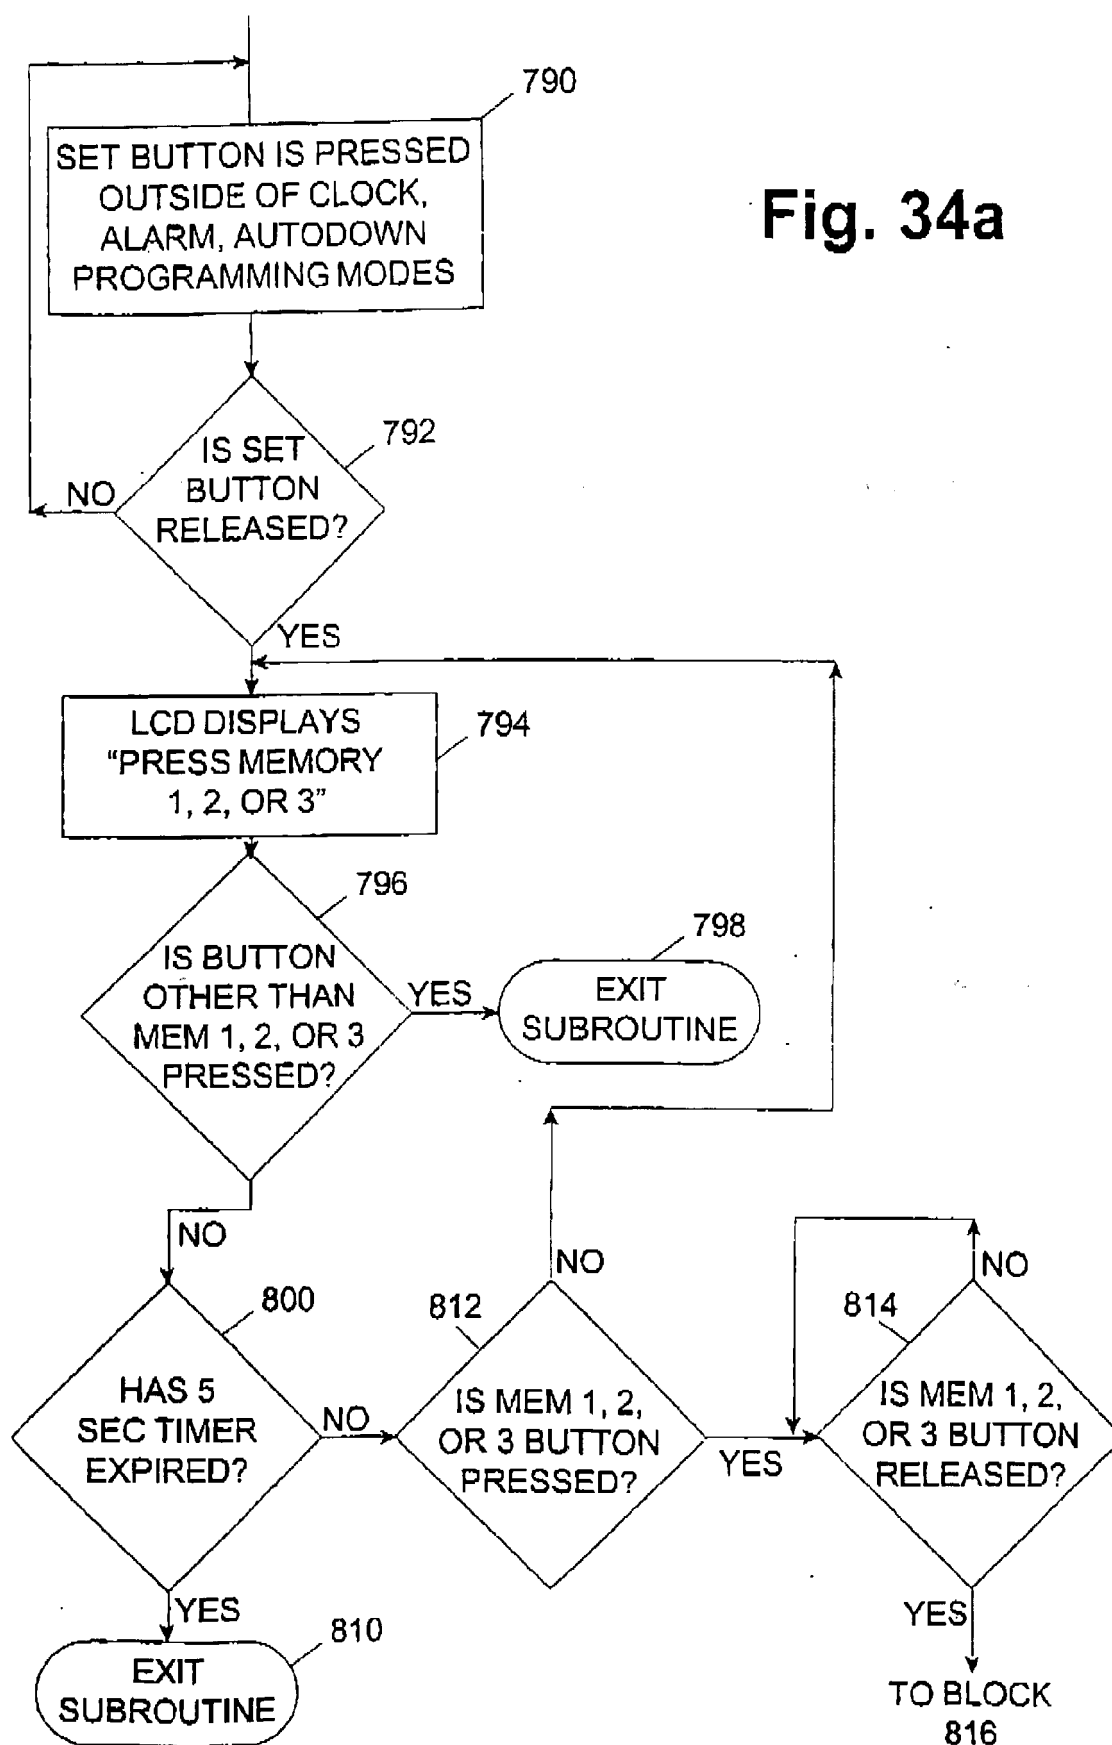 790
SET BUTTON IS PRESSED
OUTSIDE OF CLOCK,
ALARM, AUTODOWN
PROGRAMMING MODES
Fig. 34a
792
IS SET
BUTTON
RELEASED?
NO
YES
LCD DISPLAYS
“PRESS MEMORY
1, 2, OR 3”
794
796
IS BUTTON
OTHER THAN
MEM 1, 2, OR 3
PRESSED?
YES
798
EXIT
SUBROUTINE
NO
800
HAS 5
SEC TIMER
EXPIRED?
NO
YES
810
EXIT
SUBROUTINE
812
IS MEM 1, 2,
OR 3 BUTTON
PRESSED?
NO
YES
814
IS MEM 1, 2,
OR 3 BUTTON
RELEASED?
NO
YES
TO BLOCK
816